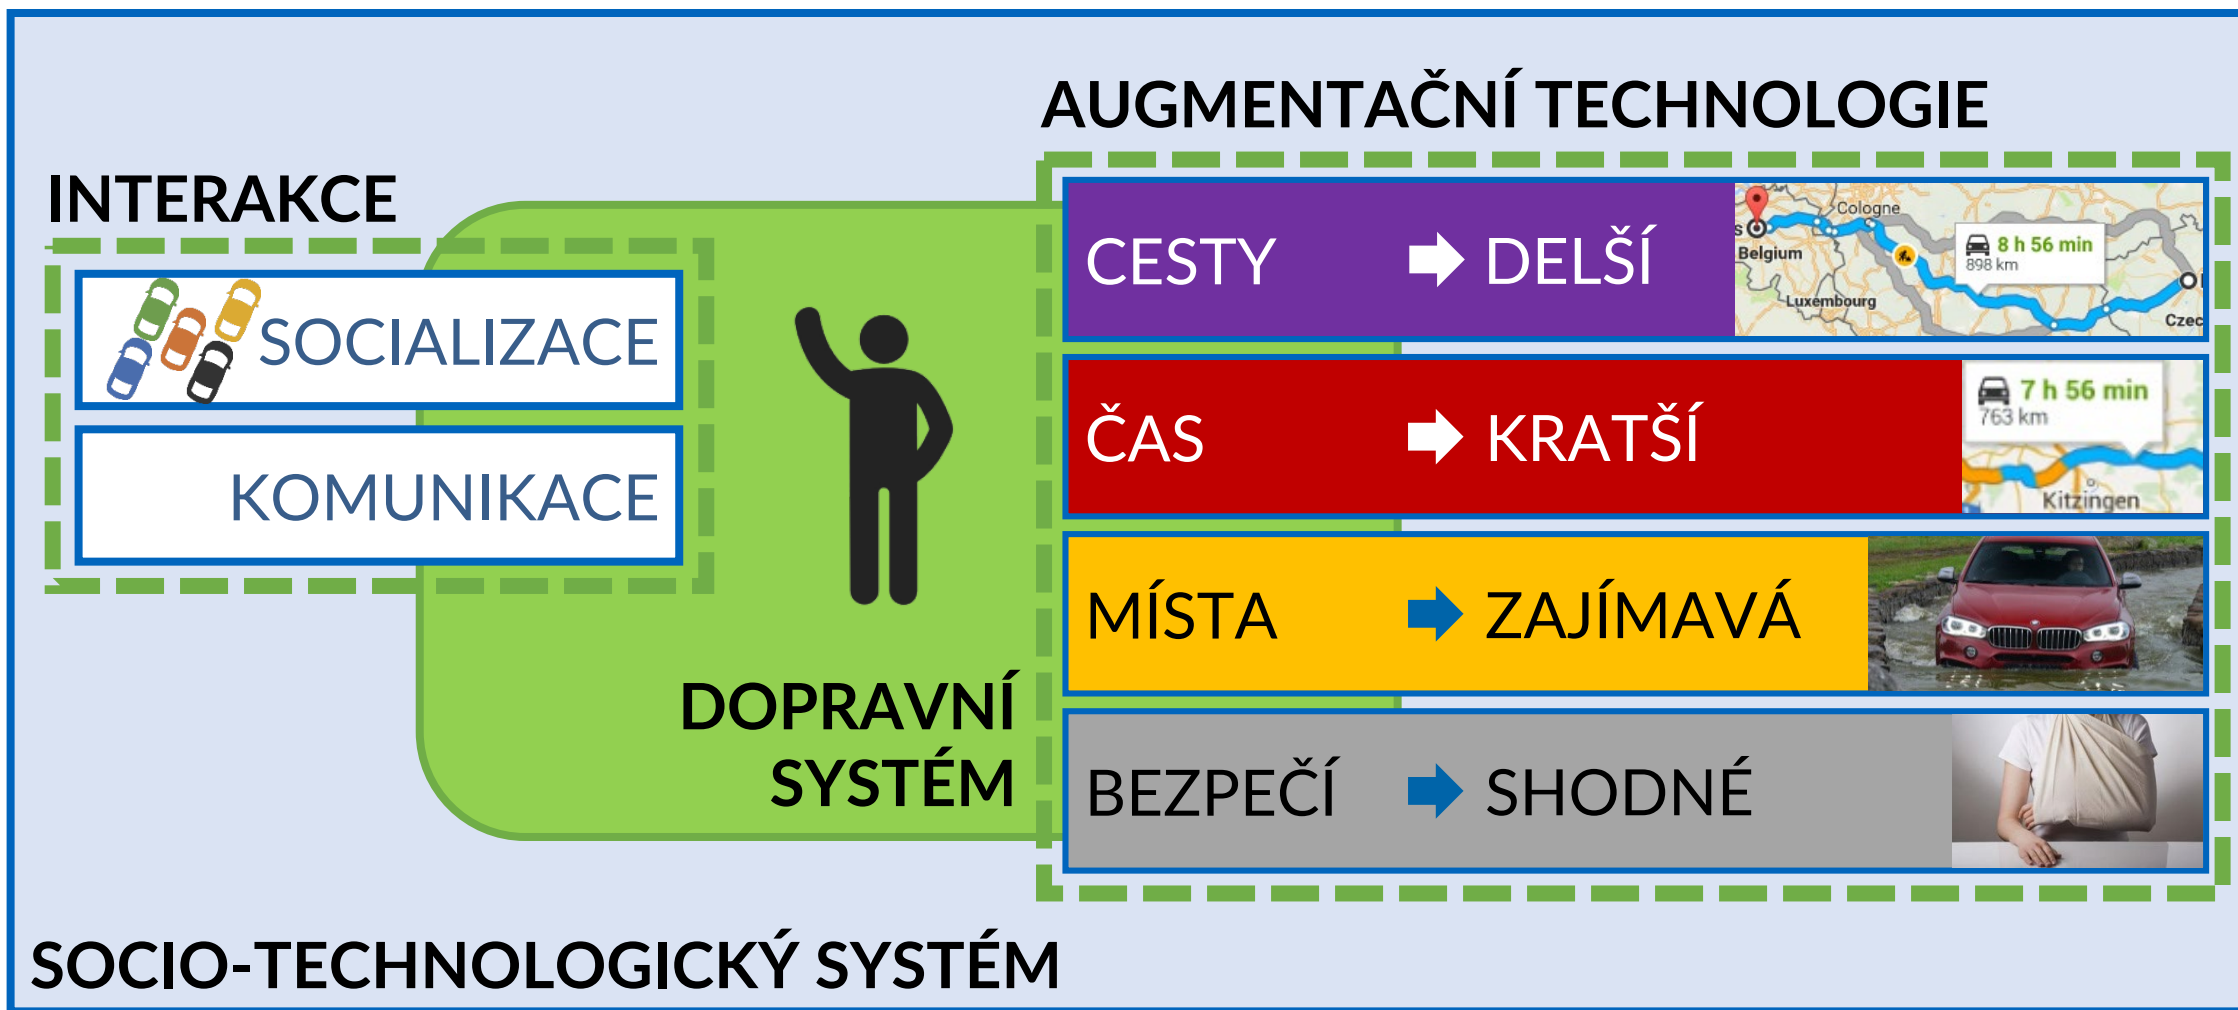 AUGMENTAČNÍ TECHNOLOGIE
INTERAKCE
SOCIALIZACE
KOMUNIKACE
DOPRAVNÍ
SYSTÉM
CESTY DELŠÍ
Cologne
Belgium
8 h 56 min
898 km
Luxembourg
Czec
ČAS KRATŠÍ
7 h 56 min
763 km
Kitzingen
MÍSTA ZAJÍMAVÁ
BEZPEČÍ SHODNÉ
SOCIO-TECHNOLOGICKÝ SYSTÉM